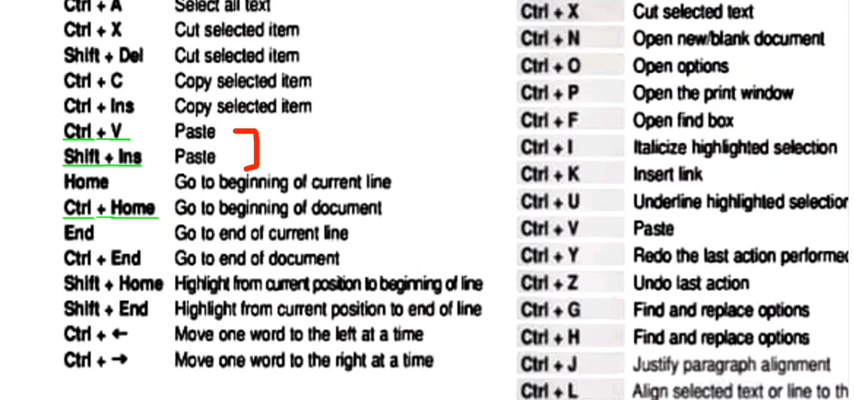 Ctrl + A Select all text
Ctrl + X Cut selected item
Shift + Del Cut selected item
Ctrl + C Copy selected item
Ctrl + Ins Copy selected item
Ctrl + V Paste
Shift + Ins Paste
Home Go to beginning of current line
Ctrl + Home Go to beginning of document
End Go to end of current line
Ctrl + End Go to end of document
Shift + Home Highlight from current position to beginning of line
Shift + End Highlight from current position to end of line
Ctrl + ← Move one word to the left at a time
Ctrl + → Move one word to the right at a time
Ctrl + X Cut selected text
Ctrl + N Open new/blank document
Ctrl + O Open options
Ctrl + P Open the print window
Ctrl + F Open find box
Ctrl + I Italicize highlighted selection
Ctrl + K Insert link
Ctrl + U Underline highlighted selection
Ctrl + V Paste
Ctrl + Y Redo the last action performed
Ctrl + Z Undo last action
Ctrl + G Find and replace options
Ctrl + H Find and replace options
Ctrl + J Justify paragraph alignment
Ctrl + L Align selected text or line to th